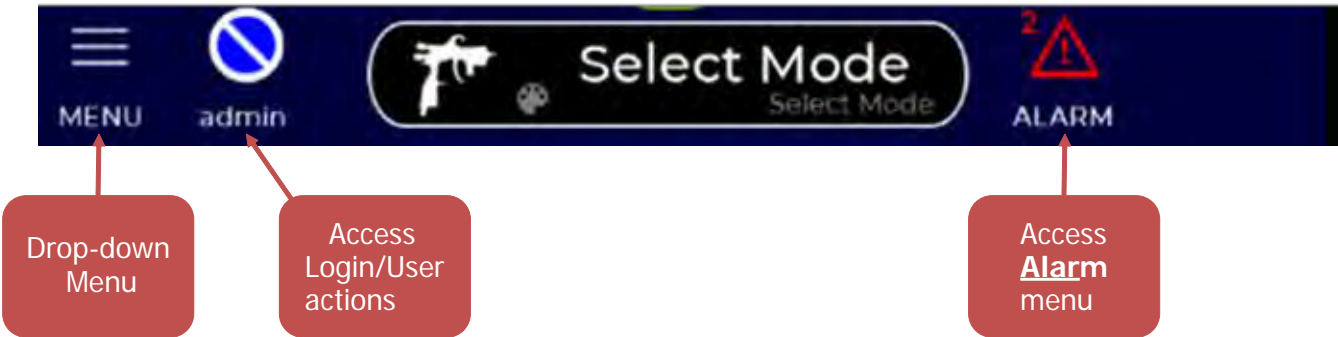 2
Select Mode
Select Mode
MENU
admin
ALARM
Drop-down
Menu
Access
Login/User
actions
Access
Alarm
menu